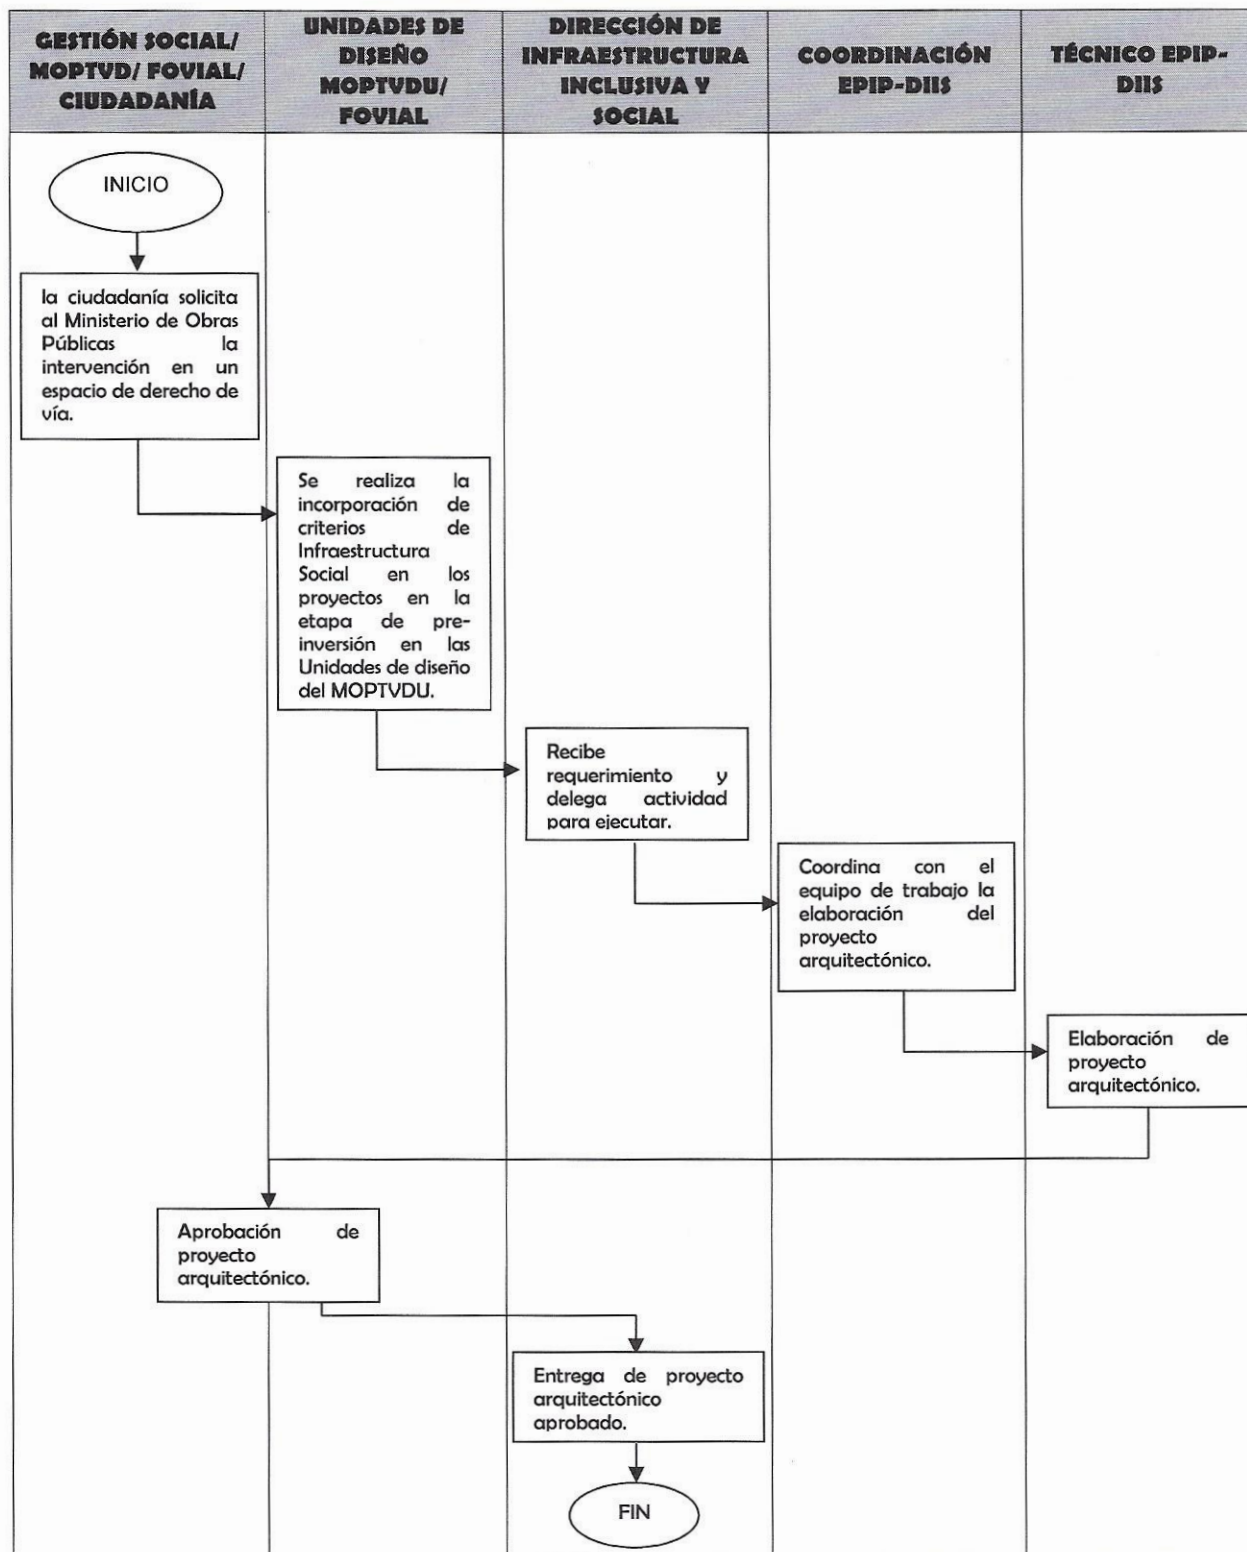 GESTIÓN SOCIAL/
MOPTVD/ FOVIAL/
CIUDADANÍA
UNIDADES DE
DISEÑO
MOPTVDU/
FOVIAL
DIRECCIÓN DE
INFRAESTRUCTURA
INCLUSIVA Y
SOCIAL
COORDINACIÓN
EPIP-DIIS
TÉCNICO EPIP-
DIIS
INICIO
la ciudadanía solicita
al Ministerio de Obras
Públicas la
intervención en un
espacio de derecho de
vía.
Se realiza la
incorporación de
criterios de
Infraestructura
Social en los
proyectos en la
etapa de pre-
inversión en las
Unidades de diseño
del MOPTVDU.
Recibe
requerimiento y
delega actividad
para ejecutar.
Coordina con el
equipo de trabajo la
elaboración del
proyecto
arquitectónico.
Elaboración de
proyecto
arquitectónico.
Aprobación de
proyecto
arquitectónico.
Entrega de proyecto
arquitectónico
aprobado.
FIN